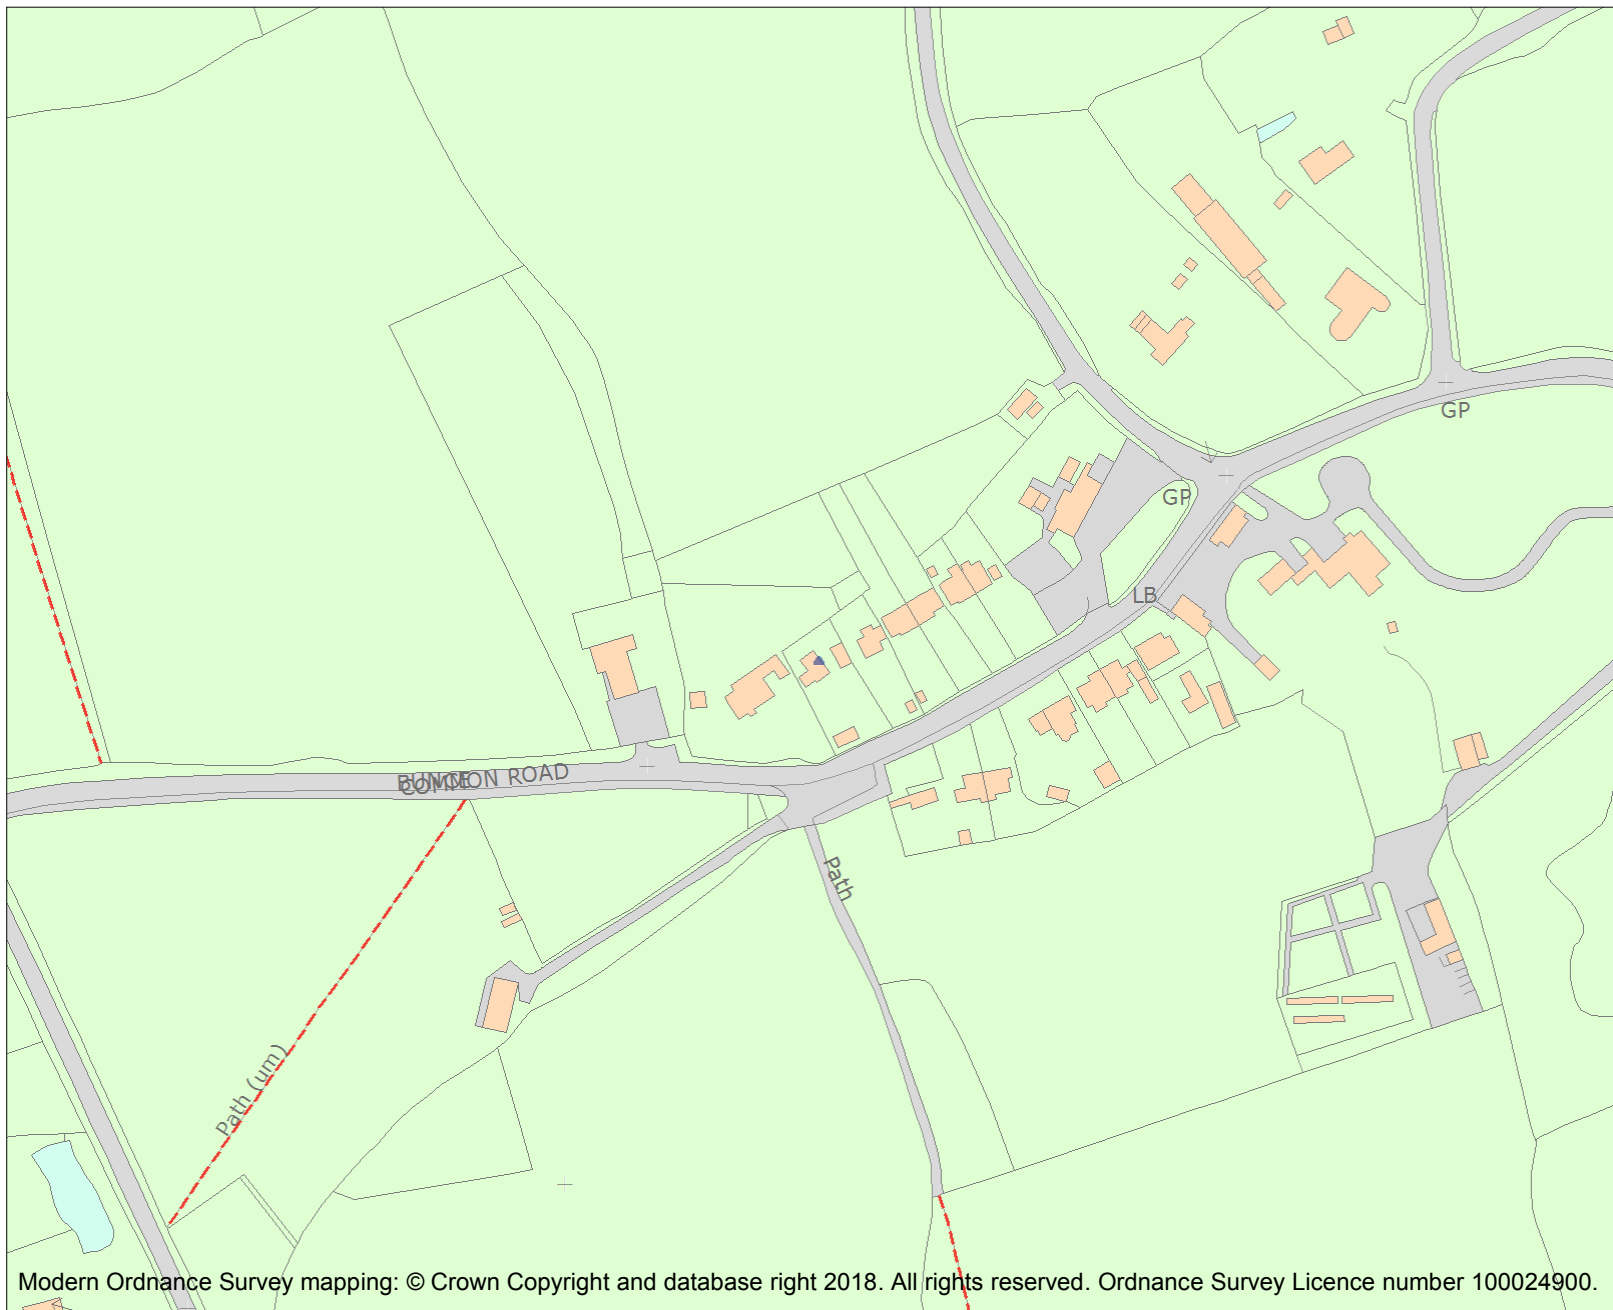 GP
GP
LB
COMMON ROAD
Path
Path (um)
Modern Ordnance Survey mapping: © Crown Copyright and database right 2018. All rights reserved. Ordnance Survey Licence number 100024900.